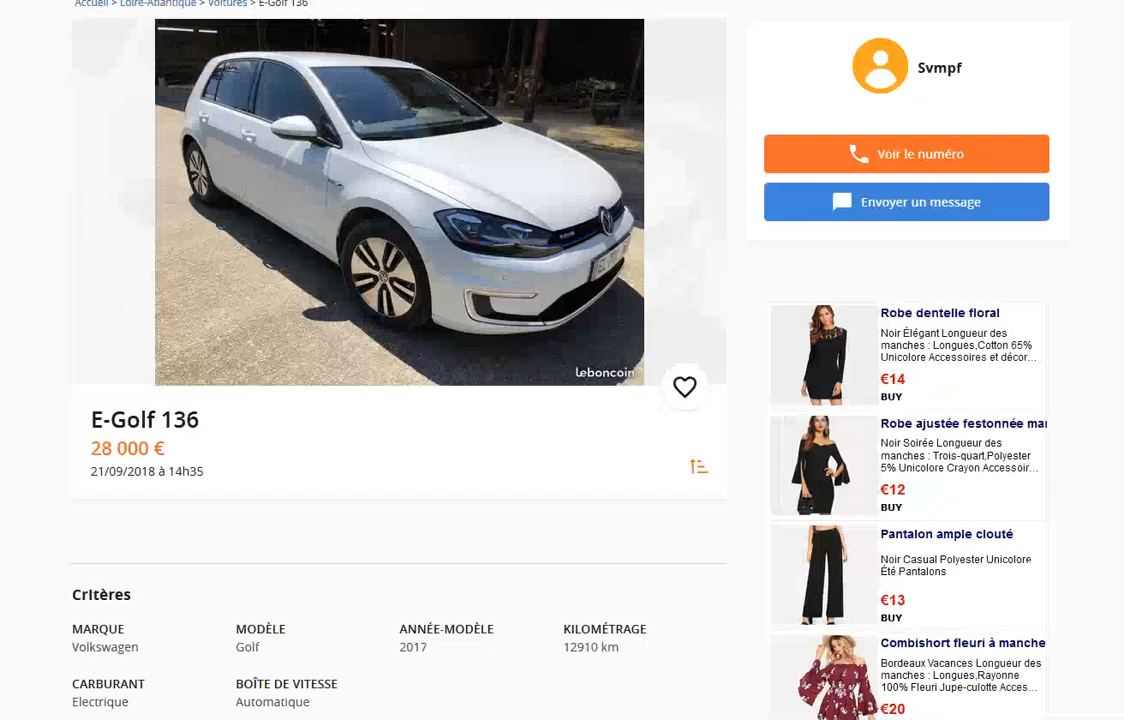 Accueil > Loire-Atlantique > Voitures > E-Golf 136
leboncoin
E-Golf 136
28 000 €
21/09/2018 à 14h35
Critères
MARQUE
Volkswagen
MODÈLE
Golf
ANNÉE-MODÈLE
2017
KILOMÉTRAGE
12910 km
CARBURANT
Electrique
BOÎTE DE VITESSE
Automatique
Svmpf
Voir le numéro
Envoyer un message
Robe dentelle floral
Noir Élégant Longueur des
manches : Longues,Cotton 65%
Unicolore Accessoires et décor...
€14
BUY
Robe ajustée festonnée mar
Noir Soirée Longueur des
manches : Trois-quart,Polyester
5% Unicolore Crayon Accessoir...
€12
BUY
Pantalon ample clouté
Noir Casual Polyester Unicolore
Été Pantalons
€13
BUY
Combishort fleuri à manche
Bordeaux Vacances Longueur des
manches : Longues,Rayonne
100% Fleuri Jupe-culotte Acces...
€20